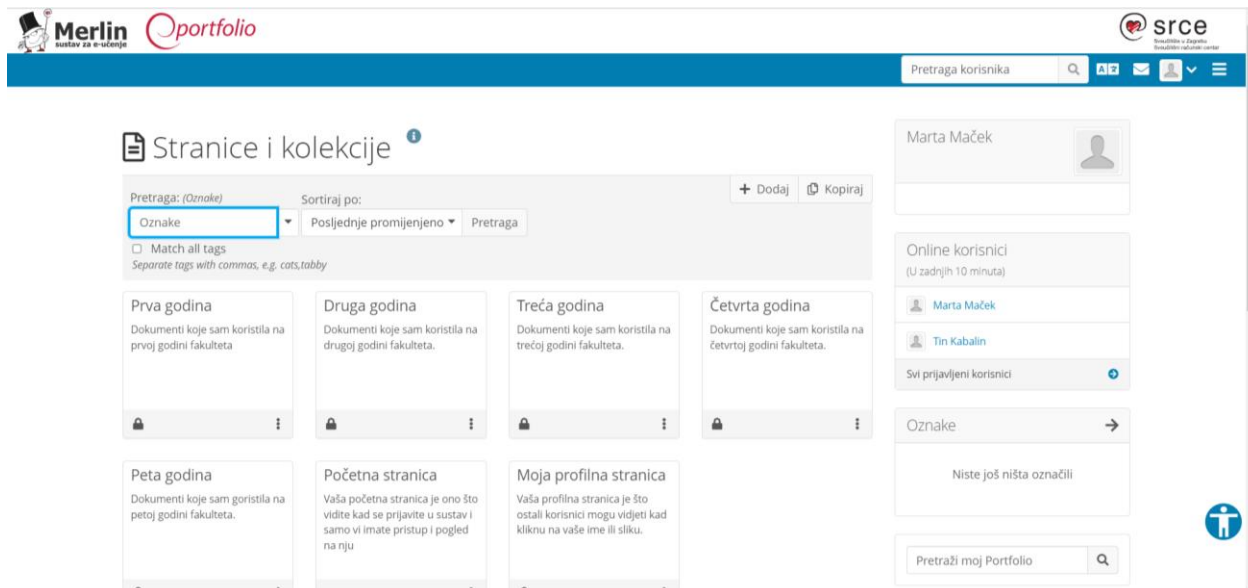 Merlin
sustav za e-učenje
portfolio
srce
Sveučilište u Zagrebu
Sveučilišni računski centar
Pretraga korisnika
Stranice i kolekcije
+ Dodaj
Kopiraj
Pretraga: (Oznake)
Sortiraj po:
Oznake
Posljednje promijenjeno
Pretraga
Match all tags
Separate tags with commas, e.g. cats,tabby
Prva godina
Dokumenti koje sam koristila na
prvoj godini fakulteta
Druga godina
Dokumenti koje sam koristila na
drugoj godini fakulteta.
Treća godina
Dokumenti koje sam koristila na
trećoj godini fakulteta.
Četvrta godina
Dokumenti koje sam koristila na
četvrtoj godini fakulteta.
Peta godina
Dokumenti koje sam goristila na
petoj godini fakulteta.
Početna stranica
Vaša početna stranica je ono što
vidite kad se prijavite u sustav i
samo vi imate pristup i pogled
na nju
Moja profilna stranica
Vaša profilna stranica je što
ostali korisnici mogu vidjeti kad
kliknu na vaše ime ili sliku.
Marta Maček
Online korisnici
(U zadnjih 10 minuta)
Marta Maček
Tin Kabalin
Svi prijavljeni korisnici
Oznake
Niste još ništa označili
Pretraži moj Portfolio